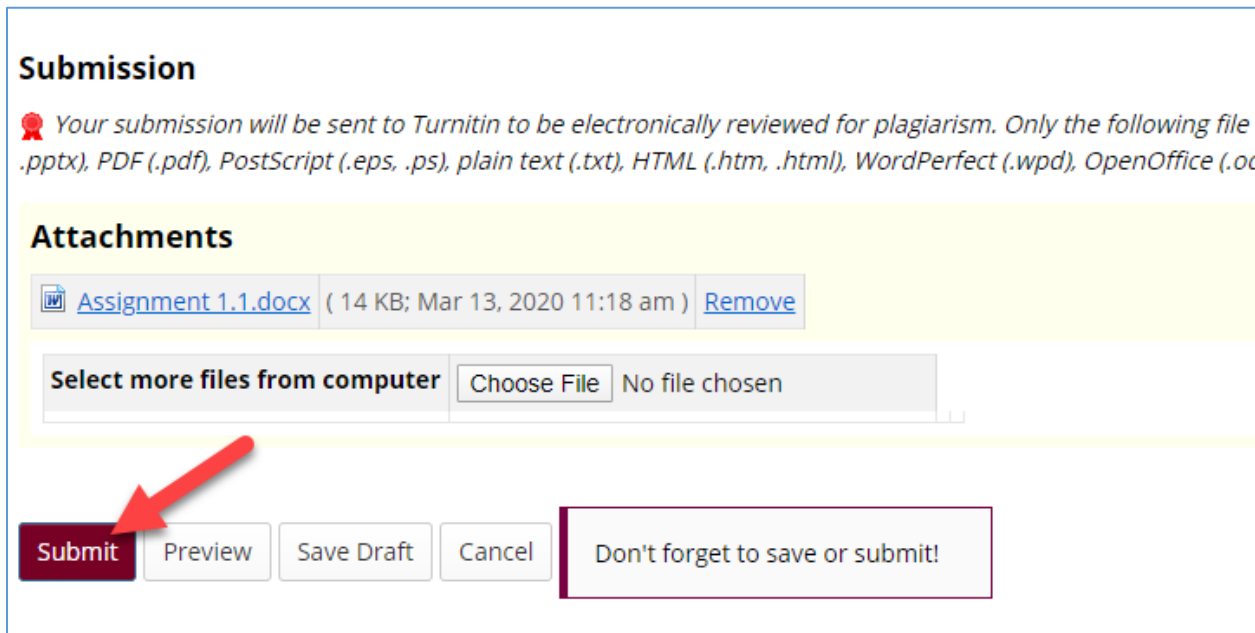 Submission
Your submission will be sent to Turnitin to be electronically reviewed for plagiarism. Only the following file
.pptx), PDF (.pdf), PostScript (.eps, .ps), plain text (.txt), HTML (.htm, .html), WordPerfect (.wpd), OpenOffice
Attachments
Assignment 1.1.docx ( 14 KB; Mar 13, 2020 11:18 am ) Remove
Select more files from computer Choose File No file chosen
Submit Preview Save Draft Cancel Don't forget to save or submit!